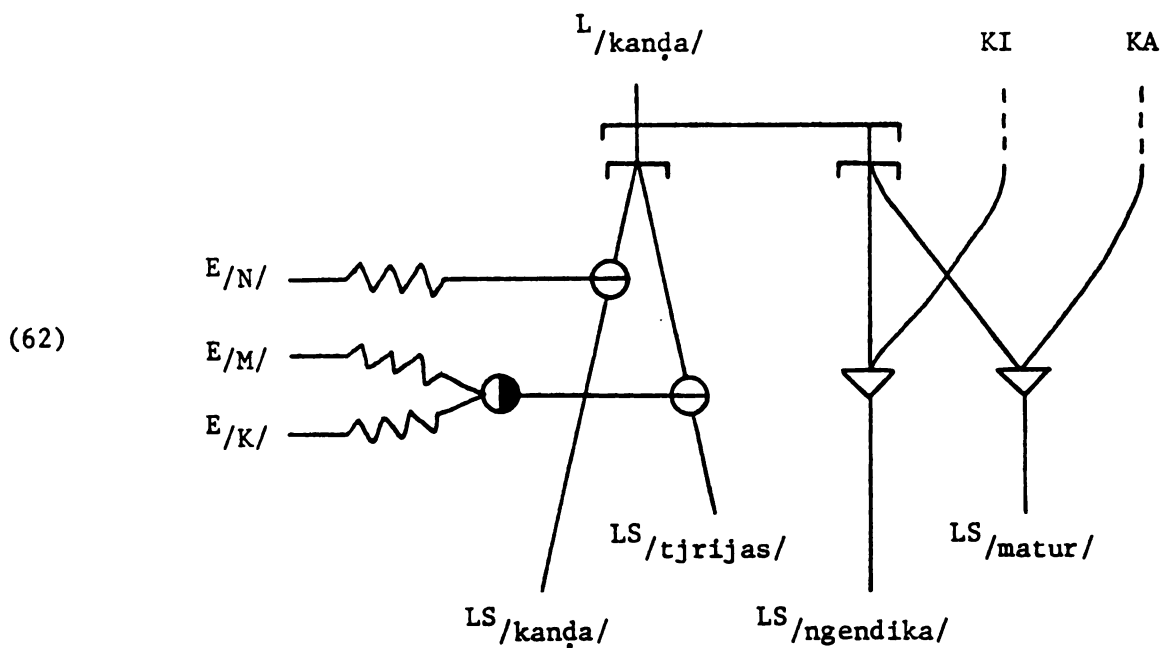 L/kanḍa/ KI KA
E/N/
(62)
E/M/
E/K/
LS/tjrijas/ LS/matur/
LS/kanḍa/ LS/ngendika/